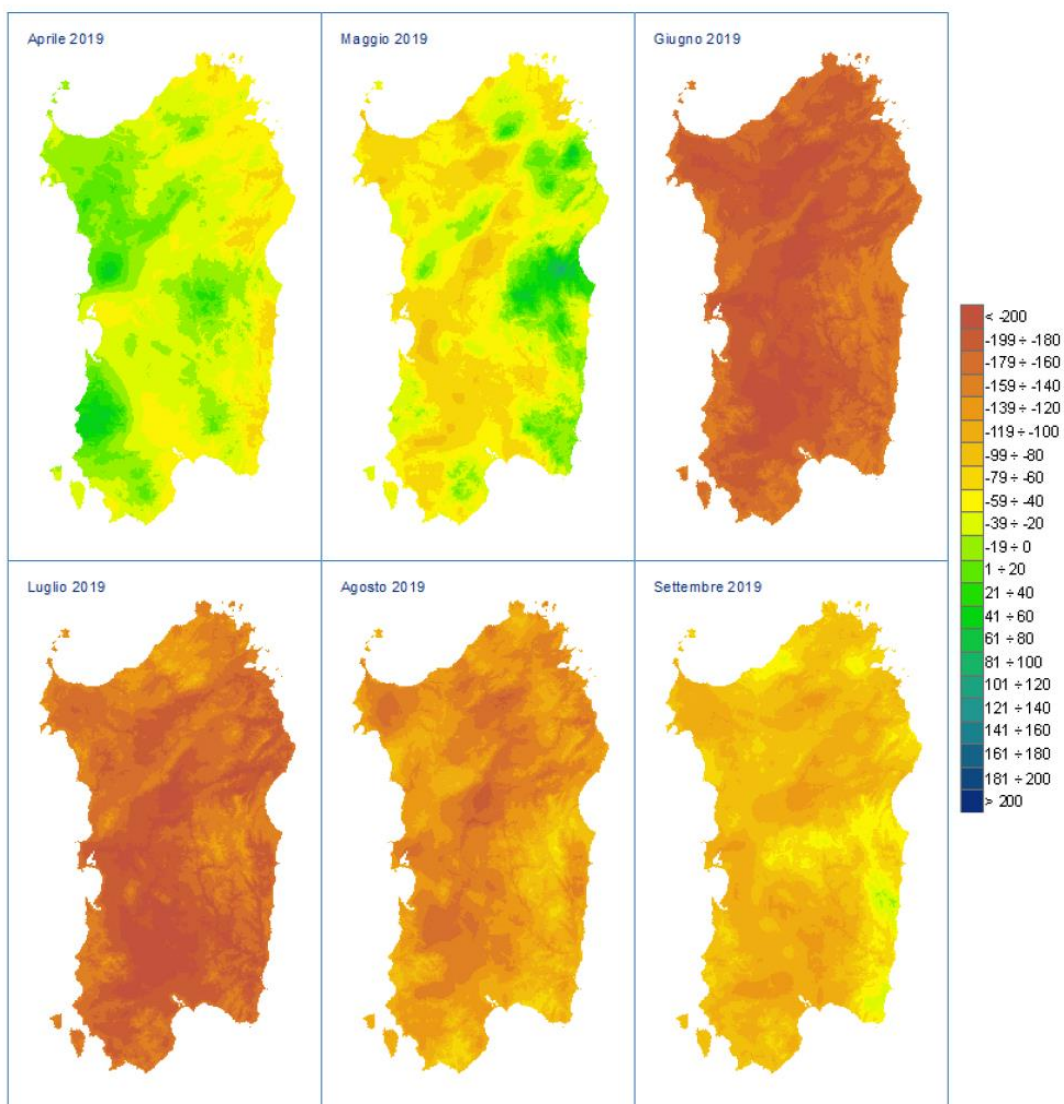 Aprile 2019
Maggio 2019
Giugno 2019
< -200
-199 ÷ -180
-179 ÷ -160
-159 ÷ -140
-139 ÷ -120
-119 ÷ -100
-99 ÷ -80
-79 ÷ -60
-59 ÷ -40
-39 ÷ -20
-19 ÷ 0
1 ÷ 20
21 ÷ 40
41 ÷ 60
61 ÷ 80
81 ÷ 100
101 ÷ 120
121 ÷ 140
141 ÷ 160
161 ÷ 180
181 ÷ 200
> 200
Luglio 2019
Agosto 2019
Settembre 2019